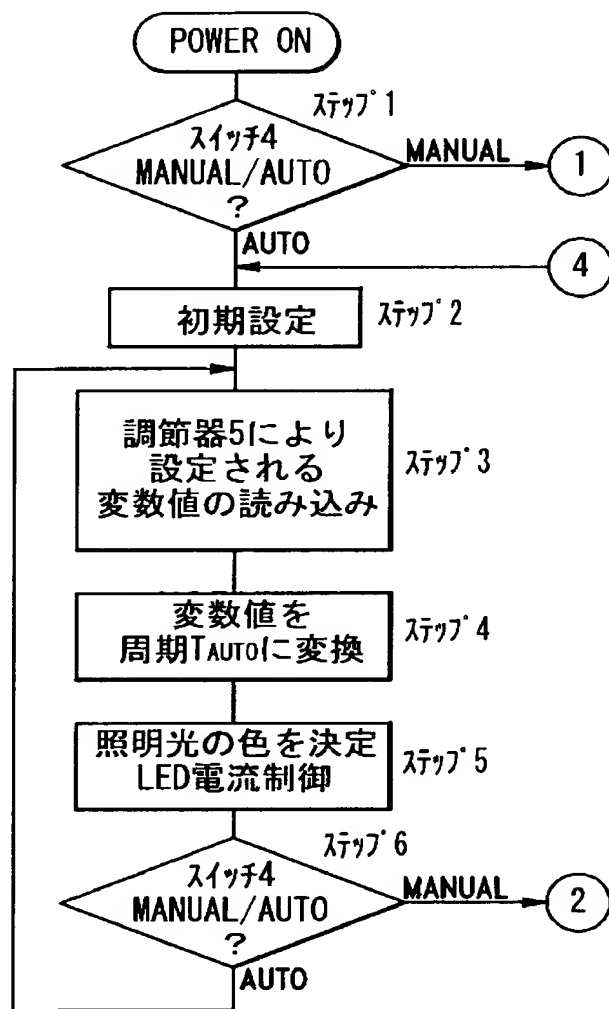 POWER ON
ステップ1
スイッチ4
MANUAL/AUTO
?
MANUAL
1
AUTO
4
初期設定
ステップ2
調節器5により
設定される
変数値の読み込み
ステップ3
変数値を
周期TAUTOに変換
ステップ4
照明光の色を決定
LED電流制御
ステップ5
ステップ6
スイッチ4
MANUAL/AUTO
?
MANUAL
2
AUTO